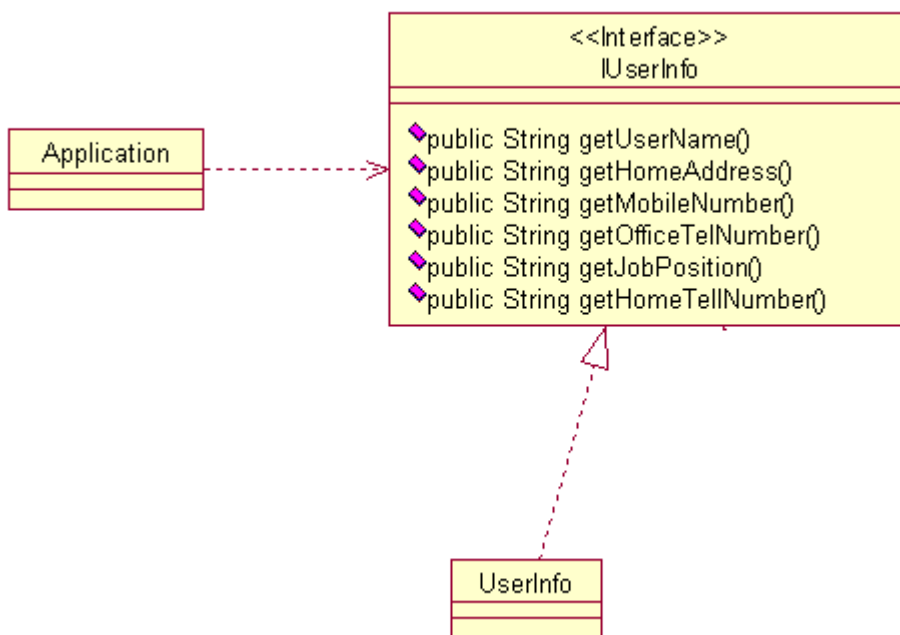 <<Interface>>
IUserInfo
public String getUserName()
public String getHomeAddress()
public String getMobileNumber()
public String getOfficeTelNumber()
public String getJobPosition()
public String getHomeTellNumber()
Application
UserInfo